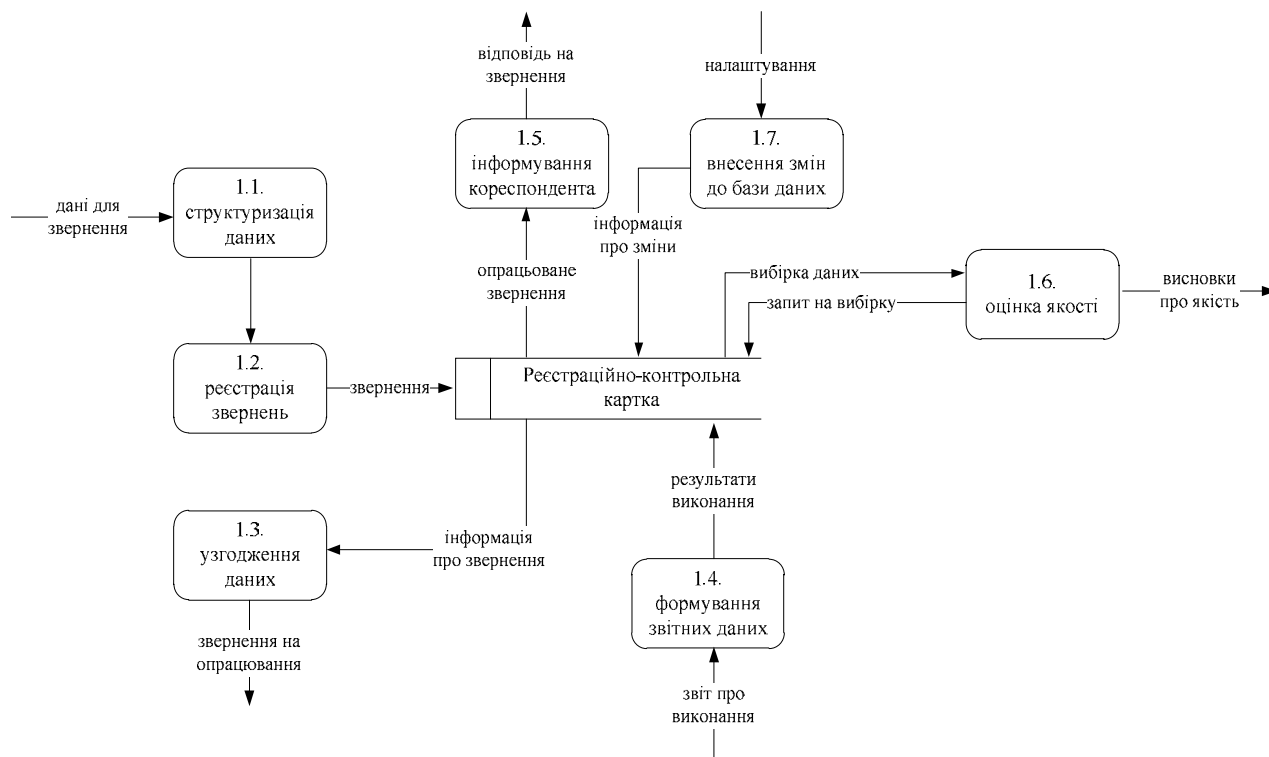 відповідь на
звернення
налаштування
1.5.
інформування
кореспондента
1.7.
внесення змін
до бази даних
1.1.
структуризація
даних
дані для
звернення
інформація
про зміни
опрацьоване
звернення
вибірка даних
запит на вибірку
1.6.
оцінка якості
висновки
про якість
1.2.
реєстрація
звернень
звернення
Реєстраційно-контрольна
картка
результати
виконання
1.3.
узгодження
даних
інформація
про звернення
1.4.
формування
звітних даних
звернення на
опрацювання
звіт про
виконання